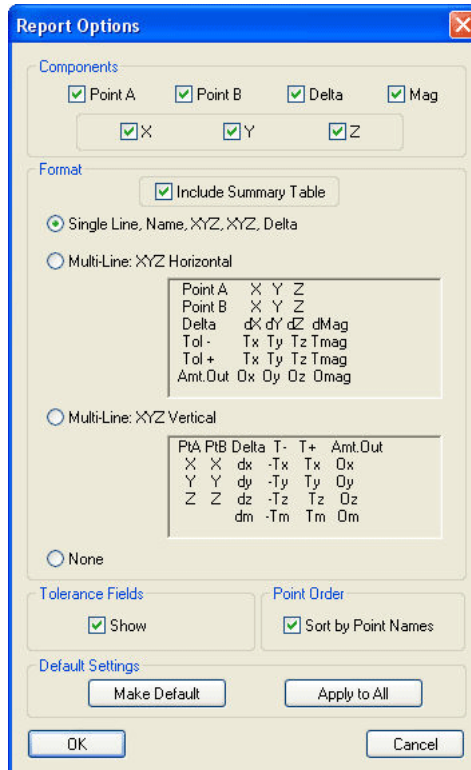 Report Options
Components
Point A Point B Delta Mag
X Y Z
Format
Include Summary Table
Single Line, Name, XYZ, XYZ, Delta
Multi-Line: XYZ Horizontal
Point A X Y Z
Point B X Y Z
Delta dX dY dZ dMag
Tol - Tx Ty Tz Tmag
Tol + Tx Ty Tz Tmag
Amt.Out Ox Oy Oz Omag
Multi-Line: XYZ Vertical
PtA PtB Delta T- T+ Amt.Out
X X dx -Tx Tx Ox
Y Y dy -Ty Ty Oy
Z Z dz -Tz Tz Oz
dm -Tm Tm Om
None
Tolerance Fields Point Order
Show Sort by Point Names
Default Settings
Make Default Apply to All
OK Cancel